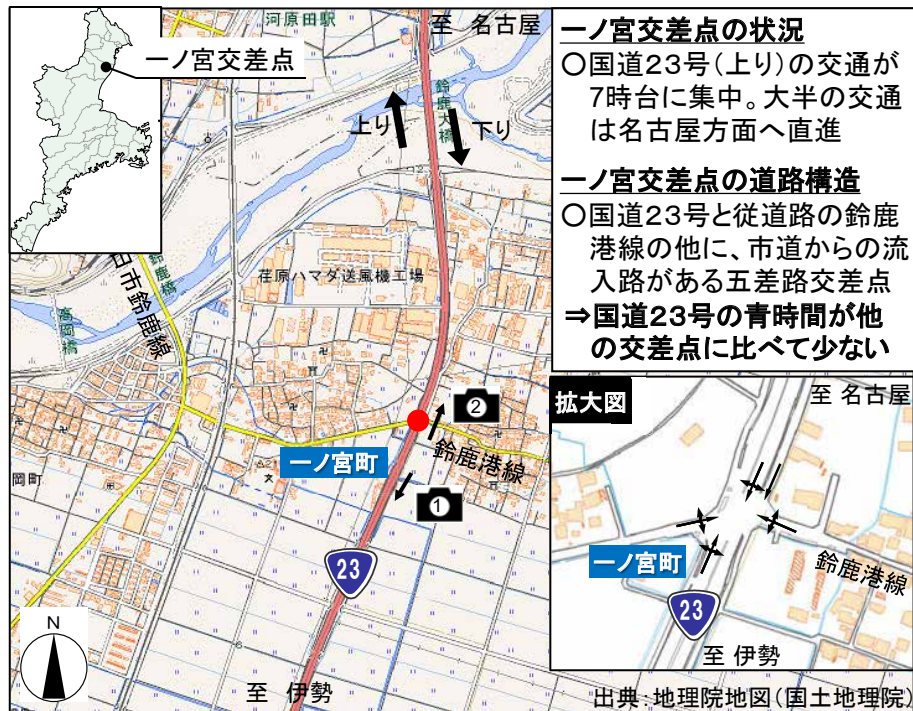 河原田駅
至 名古屋
一ノ宮交差点
鈴鹿大橋
上り
下り
鈴鹿橋
日市鈴鹿線
高岡橋
荏原ハマダ送風機工場
❷
一ノ宮町
鈴鹿港線
岡町
❶
23
N
至 伊勢
一ノ宮交差点の状況
○国道23号(上り)の交通が
7時台に集中。大半の交通
は名古屋方面へ直進
一ノ宮交差点の道路構造
○国道23号と従道路の鈴鹿
港線の他に、市道からの流
入路がある五差路交差点
⇒国道23号の青時間が他
の交差点に比べて少ない
拡大図
至 名古屋
一ノ宮町
鈴鹿港線
23
至 伊勢
出典:地理院地図(国土地理院)